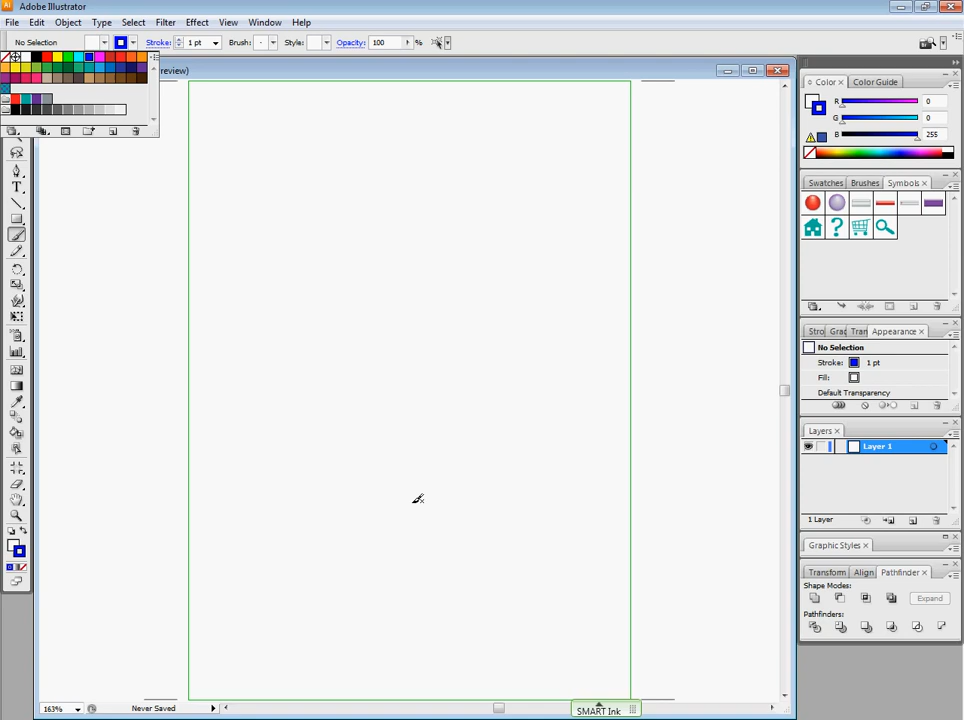 Ai Adobe Illustrator
File Edit Object Type Select Filter Effect View Window Help
No Selection Stroke: 1 pt Brush: Style: Opacity: 100 %
review)
Color Color Guide
R 0
G 0
B 255
Swatches Brushes Symbols
Stro Grac Tran Appearance
No Selection
Stroke: 1 pt
Fill:
Default Transparency
Layers
Layer 1
1 Layer
Graphic Styles
Transform Align Pathfinder
Shape Modes:
Expand
Pathfinders:
163% Never Saved SMART Ink